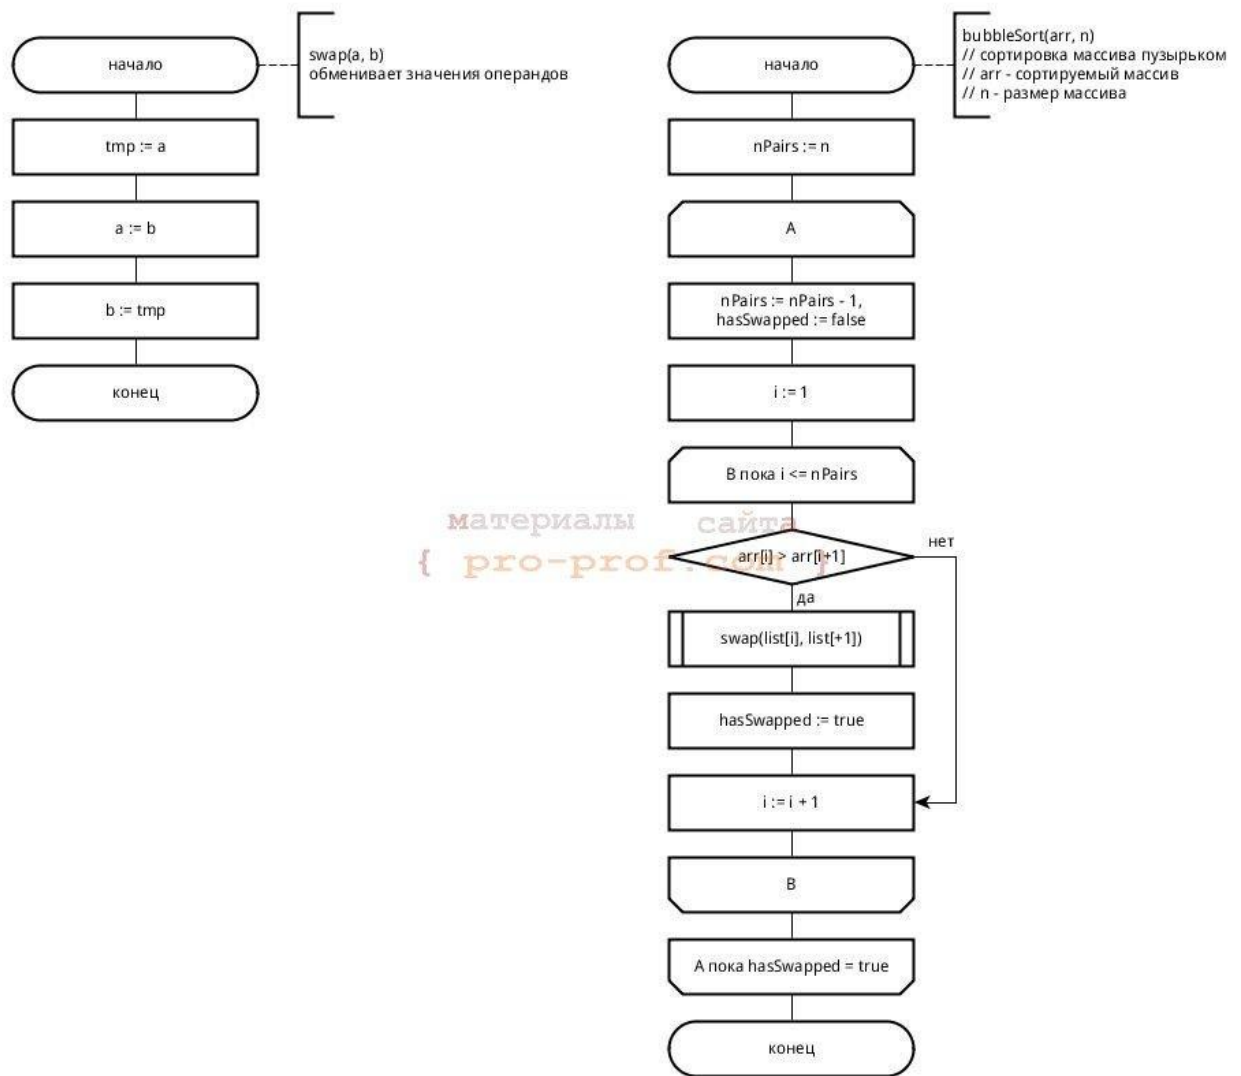 начало
swap(a, b)
обменивает значения операндов
tmp := a
a := b
b := tmp
конец
начало
bubbleSort(arr, n)
// сортировка массива пузырьком
// arr - сортируемый массив
// n - размер массива
nPairs := n
A
nPairs := nPairs - 1,
hasSwapped := false
i := 1
B пока i <= nPairs
материалы сайта
{ pro-prof.com }
arr[i] > arr[i+1]
нет
да
swap(list[i], list[+1])
hasSwapped := true
i := i + 1
B
A пока hasSwapped = true
конец